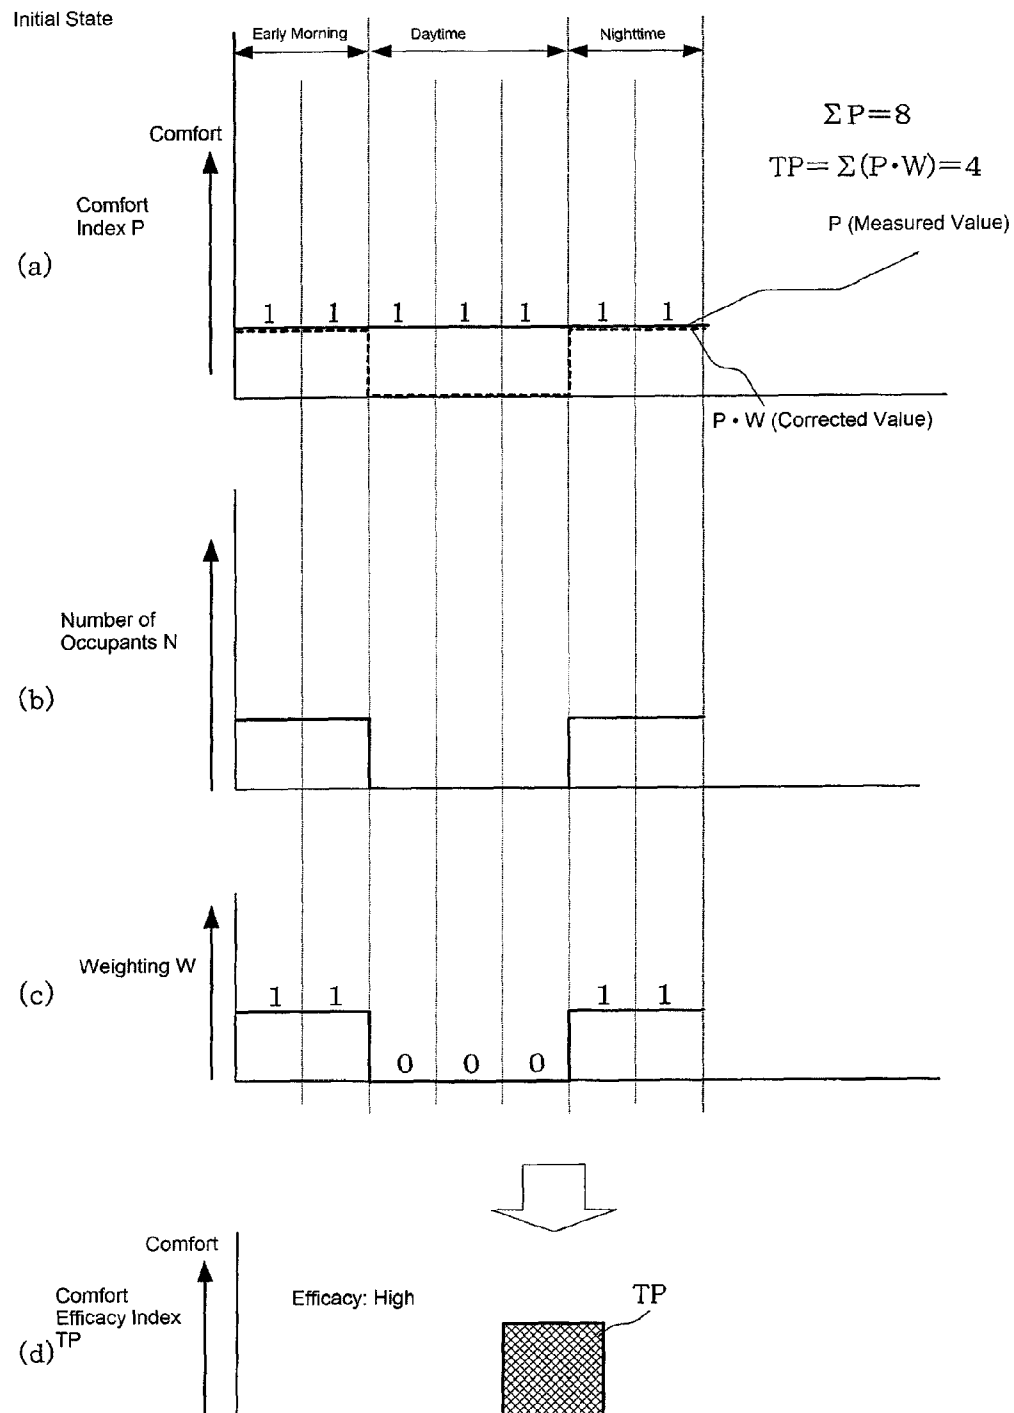 Initial State
Early Morning
Daytime
Nighttime
ΣP=8
TP=Σ(P·W)=4
Comfort
Comfort
Index P
P (Measured Value)
(a)
1 1 1 1 1 1 1
P · W (Corrected Value)
Number of
Occupants N
(b)
Weighting W
(c)
1 1 1 1
0 0 0
Comfort
Comfort
Efficacy Index
TP
Efficacy: High
TP
(d)